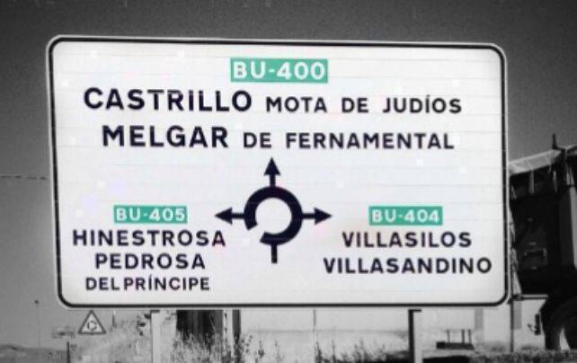 BU-400
CASTRILLO MOTA DE JUDÍOS
MELGAR DE FERNAMENTAL
BU-405
HINESTROSA
PEDROSA
DEL PRÍNCIPE
BU-404
VILLASILOS
VILLASANDINO